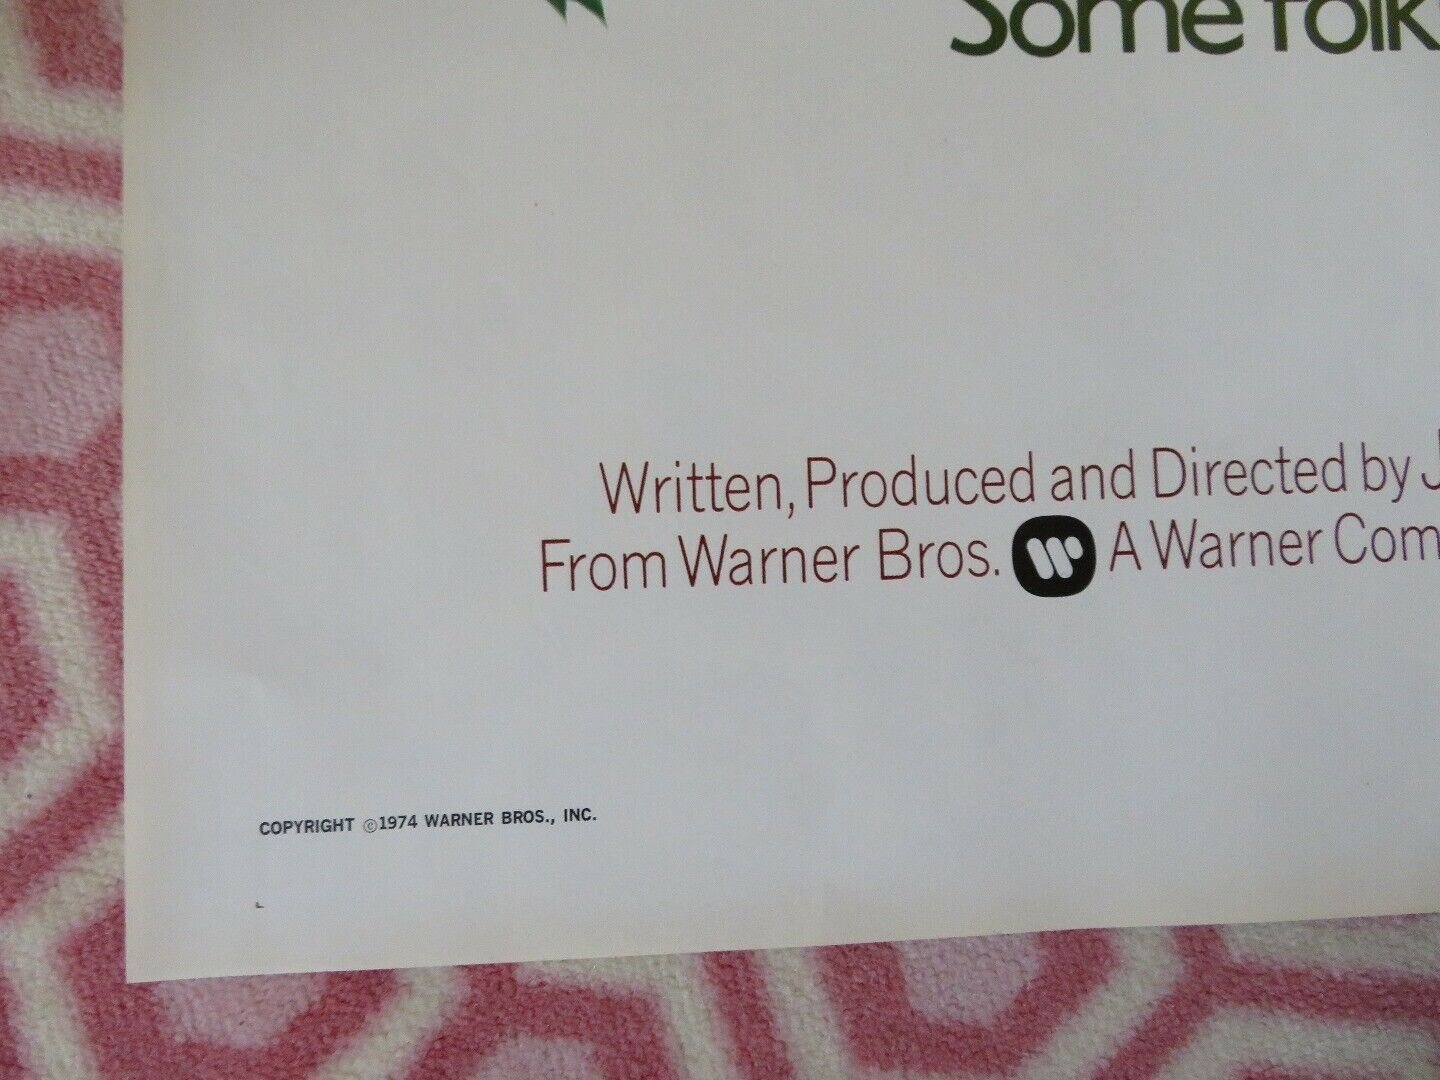 Some folk
Written, Produced and Directed by J
From Warner Bros. W A Warner Com
COPYRIGHT ©1974 WARNER BROS., INC.